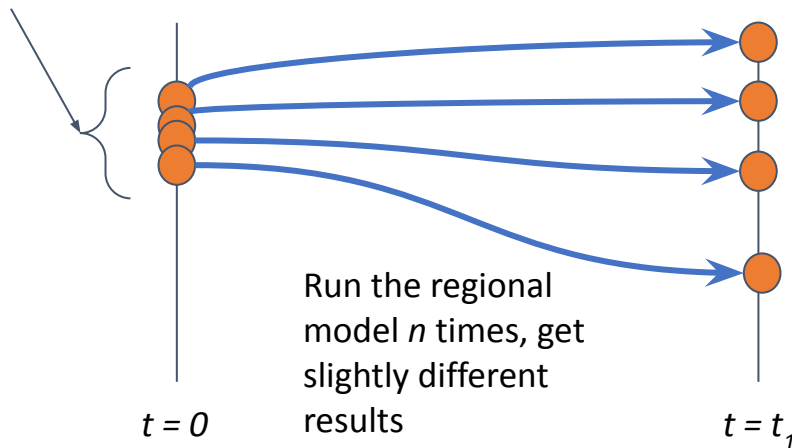 Run the regional
model n times, get
slightly different
results
t = 0
t = t₁